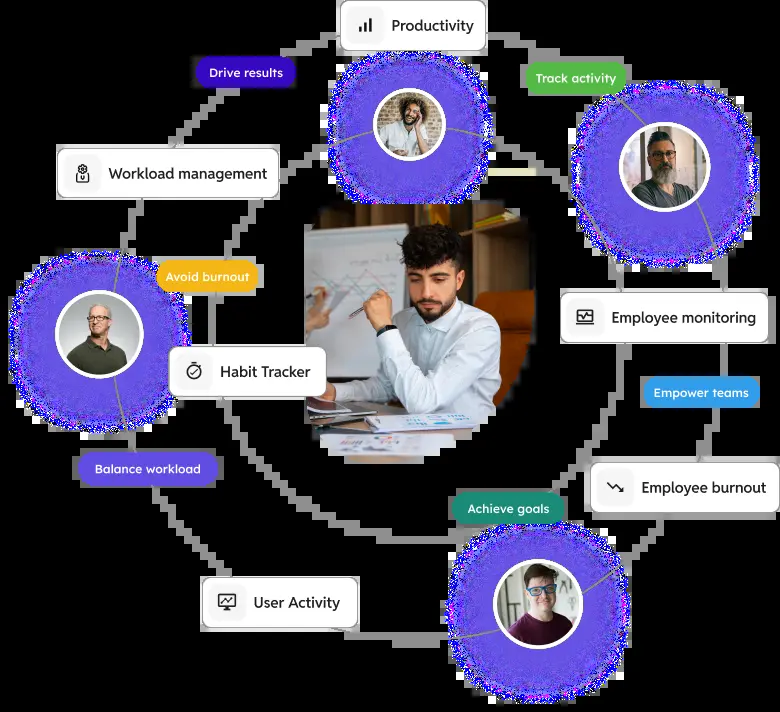 Productivity
Drive results
Track activity
Workload management
Avoid burnout
Employee monitoring
Habit Tracker
Empower teams
Balance workload
Employee burnout
Achieve goals
User Activity